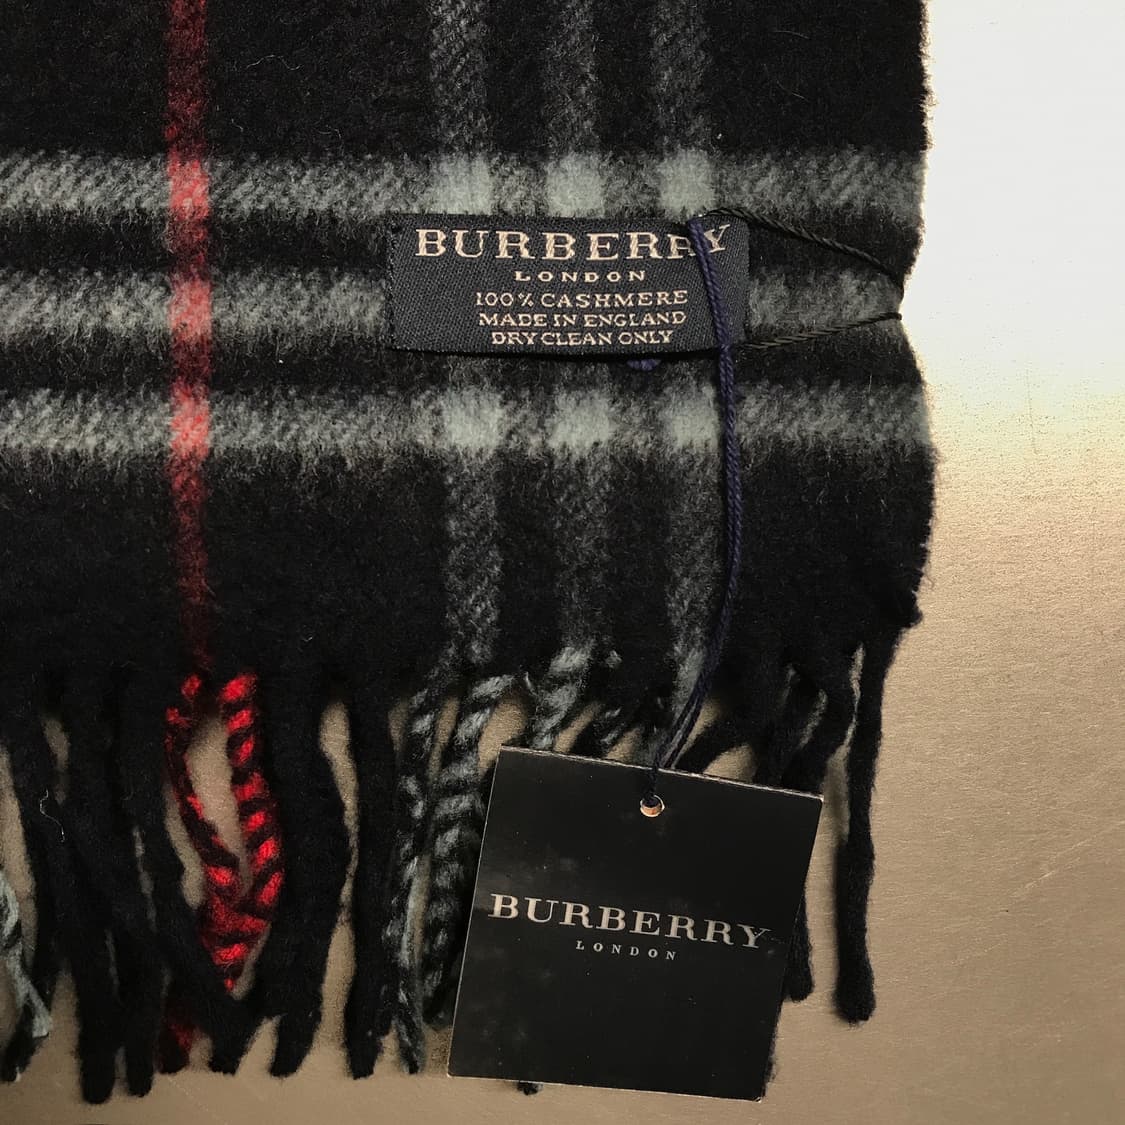 BURBERRY
LONDON
100% CASHMERE
MADE IN ENGLAND
DRY CLEAN ONLY
BURBERRY
LONDON